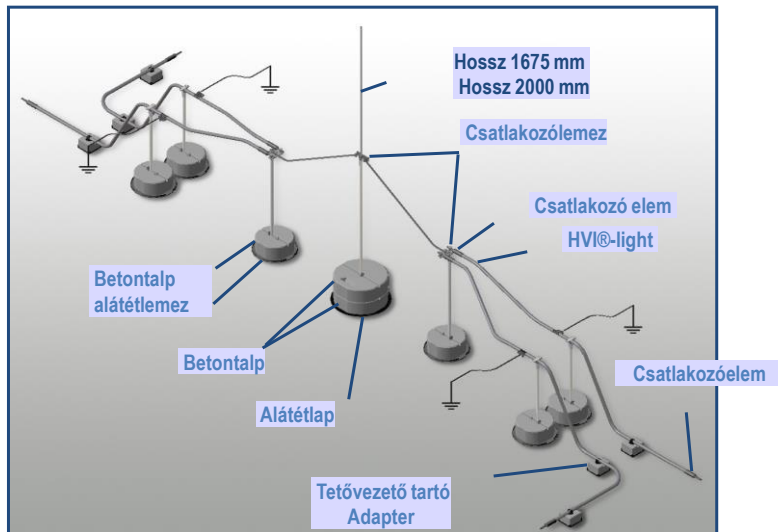 Hossz 1675 mm
Hossz 2000 mm
Csatlakozólemez
Csatlakozó elem
HVI®-light
Betontalp
alátétlemez
Betontalp
Csatlakozóelem
Alátétlap
Tetővezető tartó
Adapter